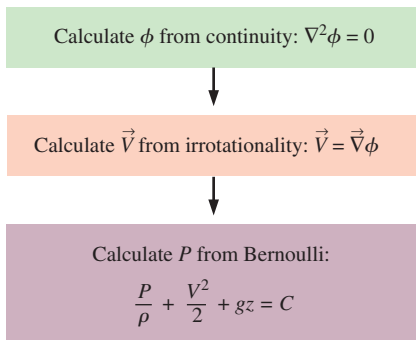 Calculate ϕ from continuity: ∇²ϕ = 0
Calculate V⃗ from irrotationality: V⃗ = ∇⃗ϕ
Calculate P from Bernoulli:
P/ρ + V²/2 + gz = C